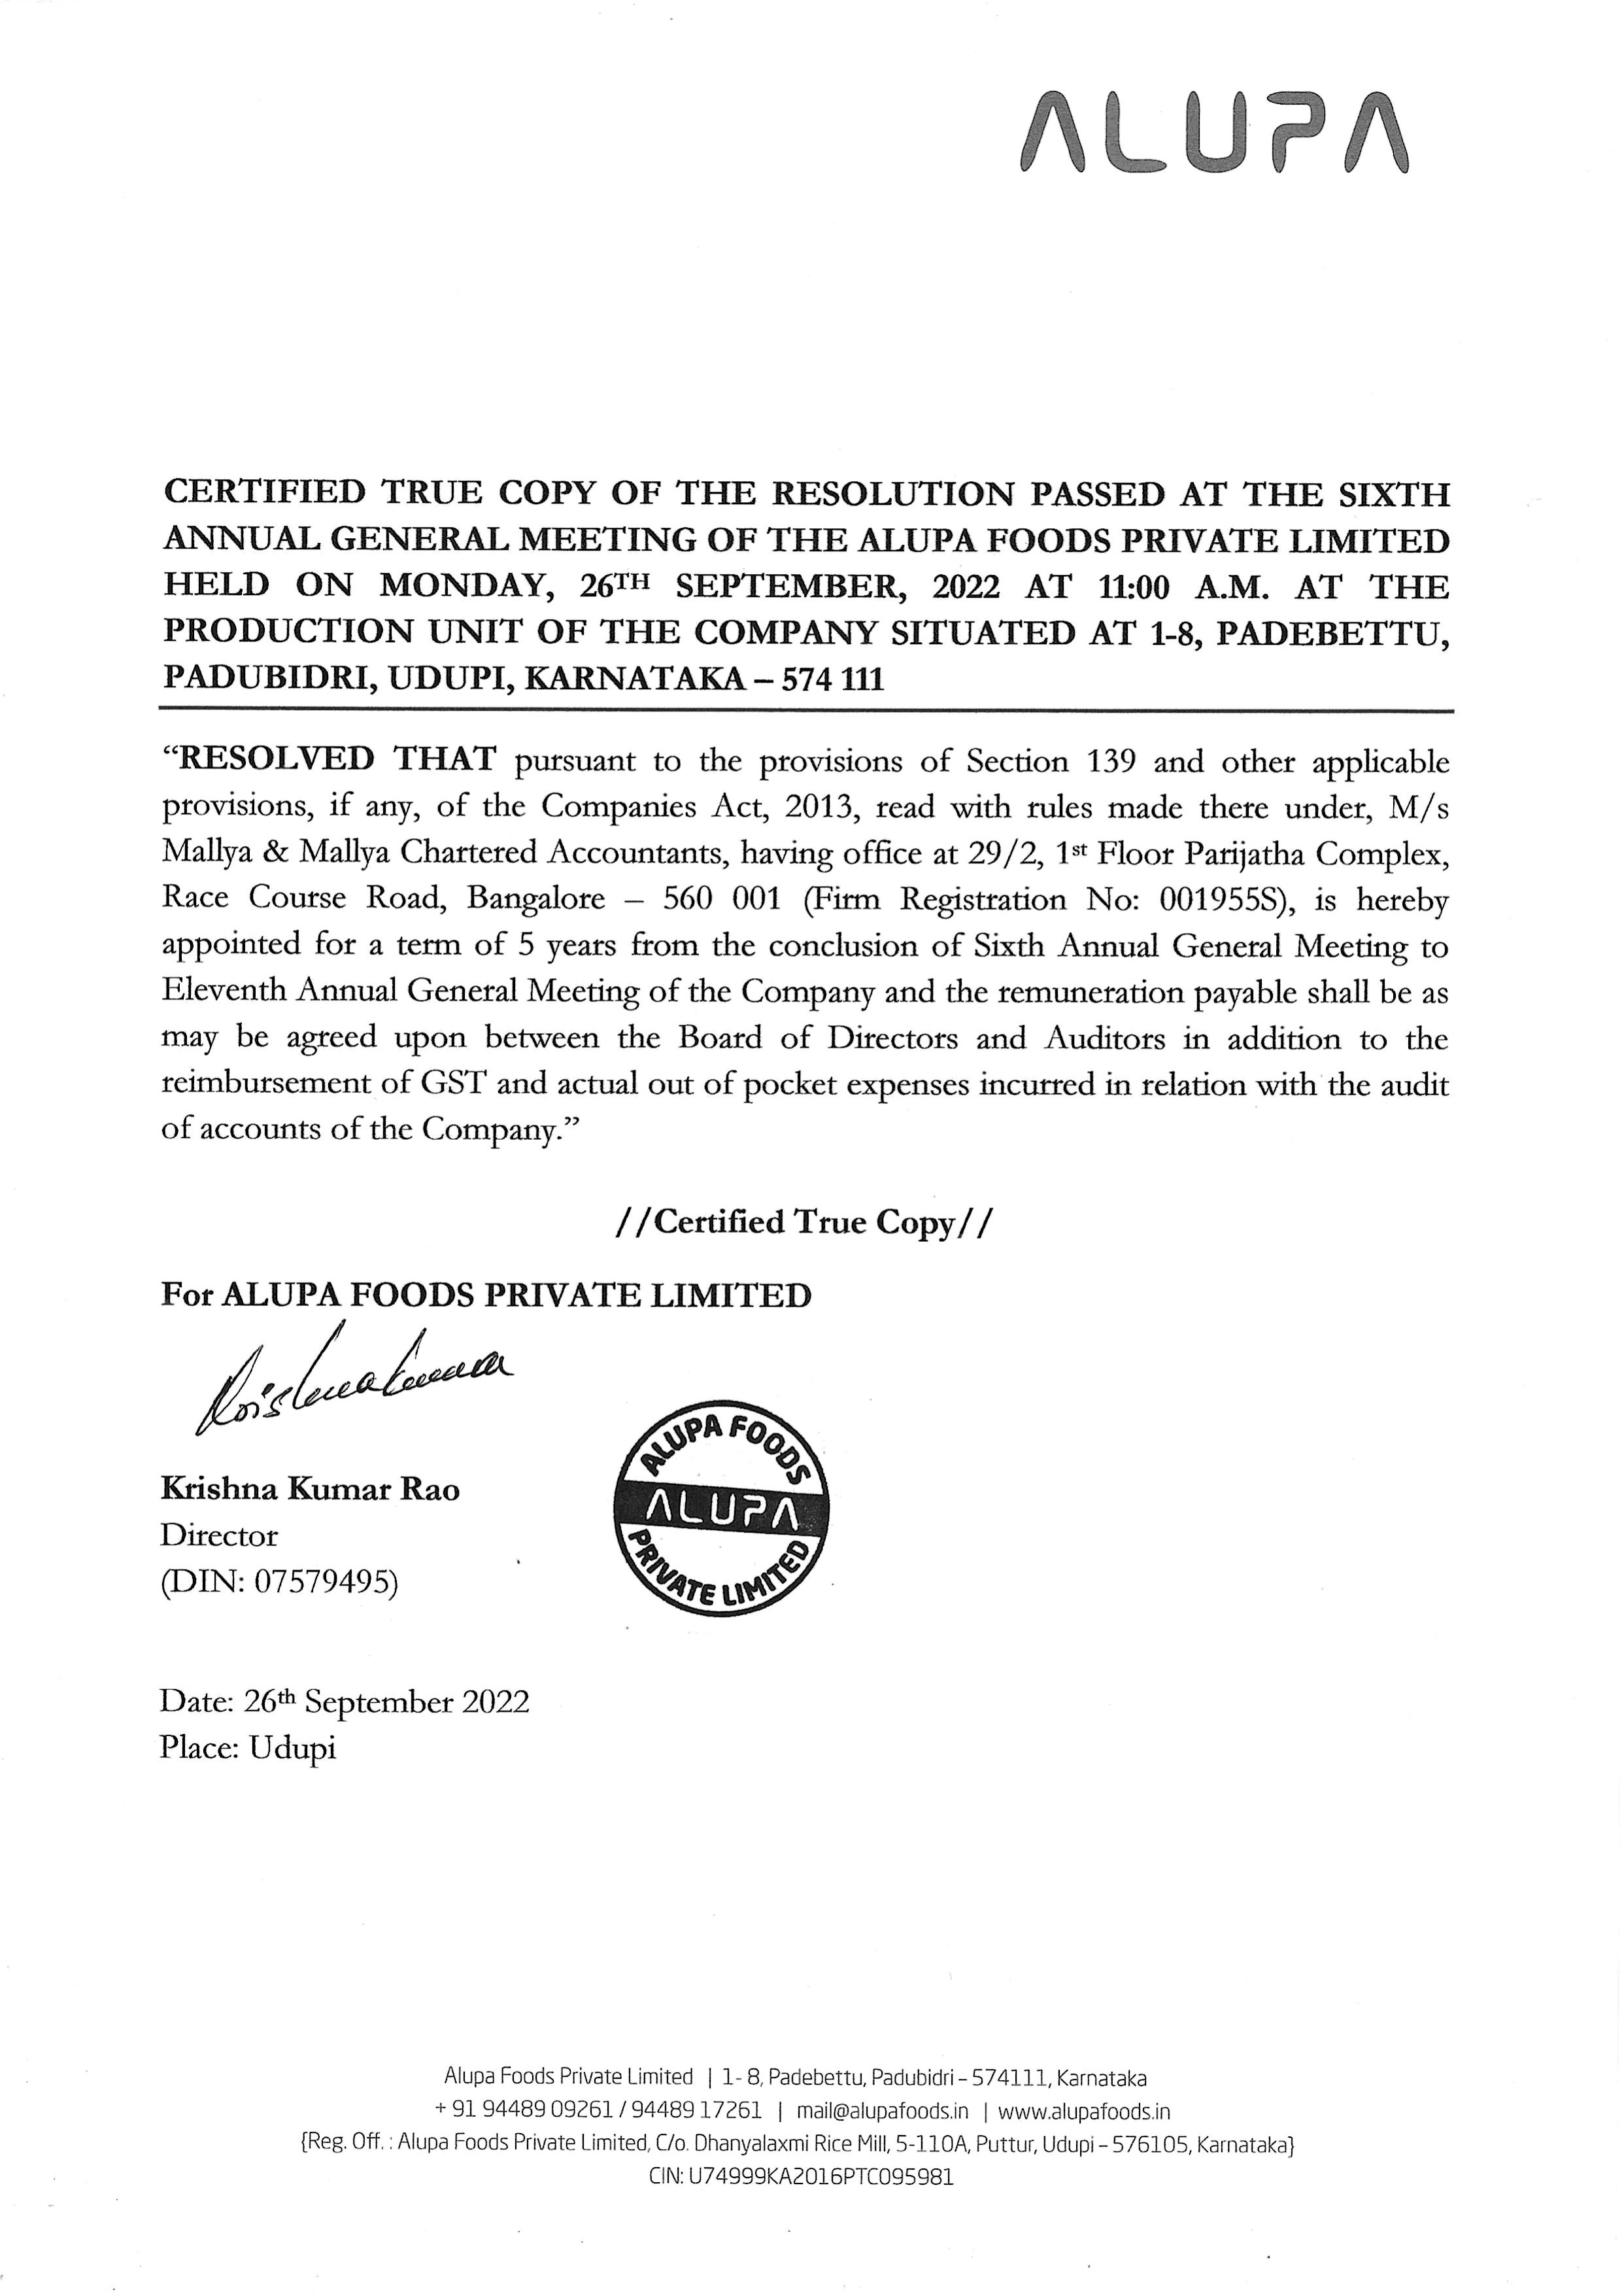 ALUPA
CERTIFIED TRUE COPY OF THE RESOLUTION PASSED AT THE SIXTH
ANNUAL GENERAL MEETING OF THE ALUPA FOODS PRIVATE LIMITED
HELD ON MONDAY, 26TH SEPTEMBER, 2022 AT 11:00 A.M. AT THE
PRODUCTION UNIT OF THE COMPANY SITUATED AT 1-8, PADEBETTU,
PADUBIDRI, UDUPI, KARNATAKA – 574 111
“RESOLVED THAT pursuant to the provisions of Section 139 and other applicable
provisions, if any, of the Companies Act, 2013, read with rules made there under, M/s
Mallya & Mallya Chartered Accountants, having office at 29/2, 1st Floor Parijatha Complex,
Race Course Road, Bangalore – 560 001 (Firm Registration No: 001955S), is hereby
appointed for a term of 5 years from the conclusion of Sixth Annual General Meeting to
Eleventh Annual General Meeting of the Company and the remuneration payable shall be as
may be agreed upon between the Board of Directors and Auditors in addition to the
reimbursement of GST and actual out of pocket expenses incurred in relation with the audit
of accounts of the Company.”
//Certified True Copy//
For ALUPA FOODS PRIVATE LIMITED
Krishnakumar
ALUPA FOODS
ALUPA
PRIVATE LIMITED
Krishna Kumar Rao
Director
(DIN: 07579495)
Date: 26th September 2022
Place: Udupi
Alupa Foods Private Limited | 1- 8, Padebettu, Padubidri – 574111, Karnataka
+ 91 94489 09261 / 94489 17261 | mail@alupafoods.in | www.alupafoods.in
{Reg. Off. : Alupa Foods Private Limited, C/o. Dhanyalaxmi Rice Mill, 5-110A, Puttur, Udupi – 576105, Karnataka}
CIN: U74999KA2016PTC095981